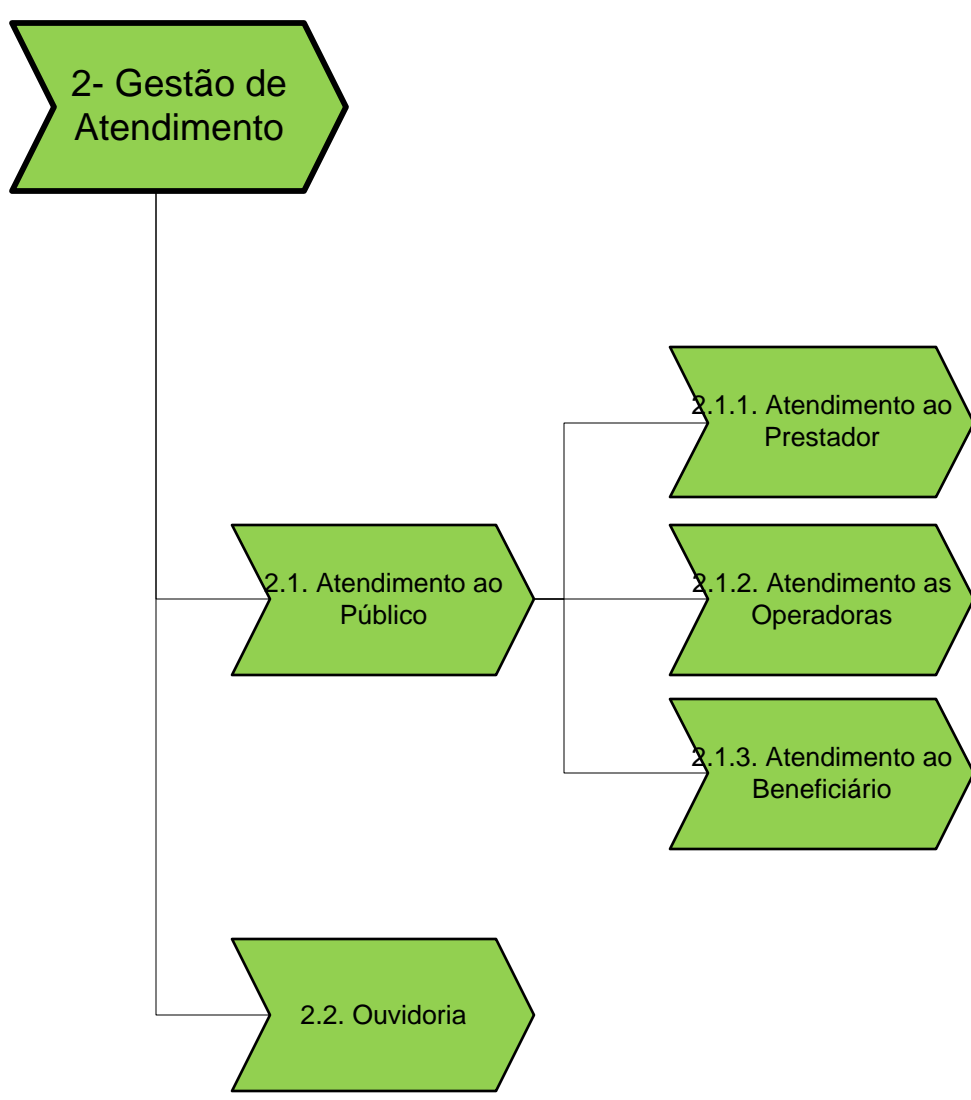 2- Gestão de
Atendimento
2.1.1. Atendimento ao
Prestador
2.1. Atendimento ao
Público
2.1.2. Atendimento as
Operadoras
2.1.3. Atendimento ao
Beneficiário
2.2. Ouvidoria